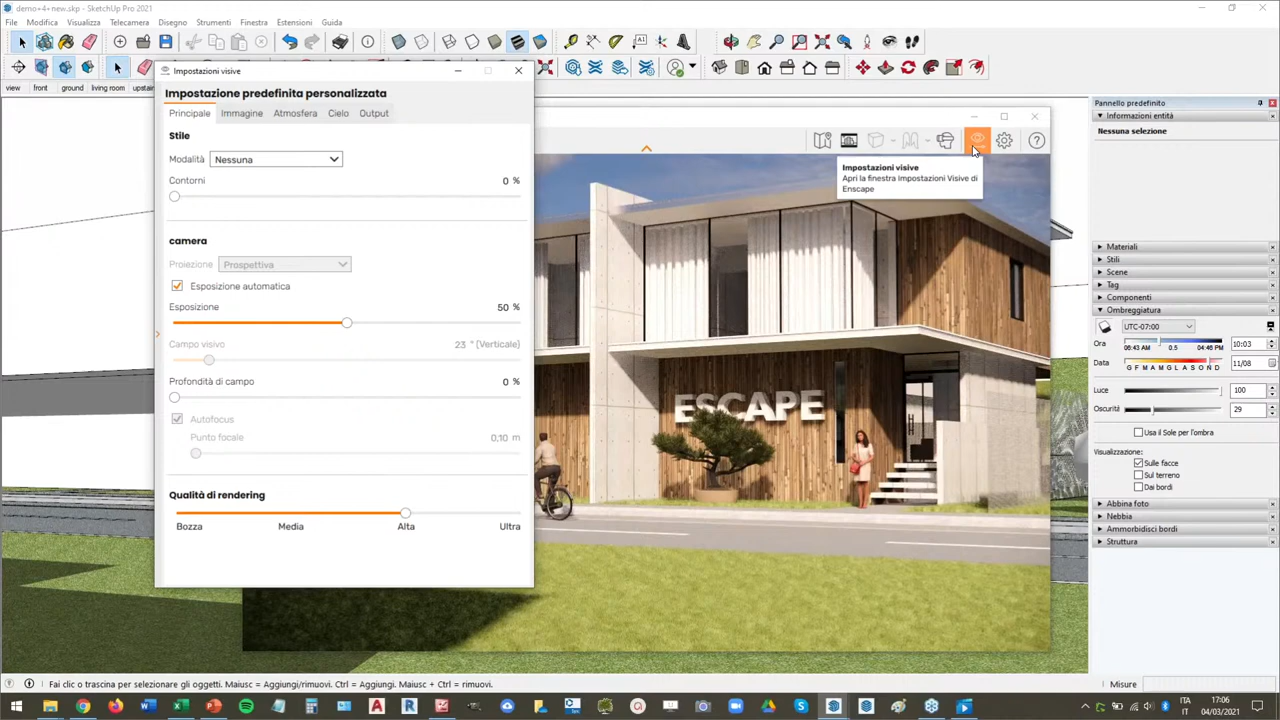 demo+4+new.skp - SketchUp Pro 2021
File Modifica Visualizza Telecamera Disegno Strumenti Finestra Estensioni Guida
view front ground living room upstair
Impostazioni visive
Impostazione predefinita personalizzata
Principale Immagine Atmosfera Cielo Output
Stile
Modalità Nessuna
Contorni 0 %
camera
Proiezione Prospettiva
Esposizione automatica
Esposizione 50 %
Campo visivo 23 ° (Verticale)
Profondità di campo 0 %
Autofocus
Punto focale 0,10 m
Qualità di rendering
Bozza Media Alta Ultra
Impostazioni visive
Apri la finestra Impostazioni Visive di
Enscape
ESCAPE
Pannello predefinito
Informazioni entità
Nessuna selezione
Materiali
Stili
Scene
Tag
Componenti
Ombreggiatura
UTC-07:00
Ora 06:43 AM 0.5 04:46 PM 10:03
Data G F M A M G L A S O N D 11/08
Luce 100
Oscurità 29
Usa il Sole per l'ombra
Visualizzazione:
Sulle facce
Sul terreno
Dai bordi
Abbina foto
Nebbia
Ammorbidisci bordi
Struttura
Fai clic o trascina per selezionare gli oggetti. Maiusc = Aggiungi/rimuovi. Ctrl = Aggiungi. Maiusc + Ctrl = rimuovi.
Misure
ITA 17:06
IT 04/03/2021